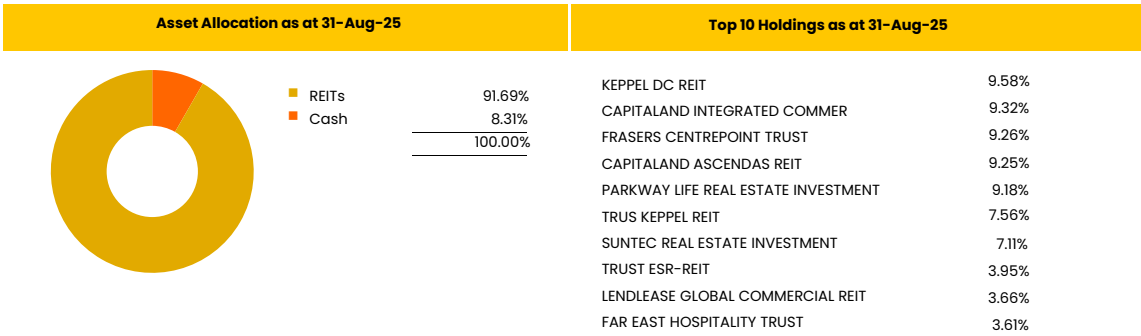 Asset Allocation as at 31-Aug-25
REITs 91.69%
Cash 8.31%
100.00%
Top 10 Holdings as at 31-Aug-25
KEPPEL DC REIT 9.58%
CAPITALAND INTEGRATED COMMER 9.32%
FRASERS CENTREPOINT TRUST 9.26%
CAPITALAND ASCENDAS REIT 9.25%
PARKWAY LIFE REAL ESTATE INVESTMENT 9.18%
TRUS KEPPEL REIT 7.56%
SUNTEC REAL ESTATE INVESTMENT 7.11%
TRUST ESR-REIT 3.95%
LENDLEASE GLOBAL COMMERCIAL REIT 3.66%
FAR EAST HOSPITALITY TRUST 3.61%